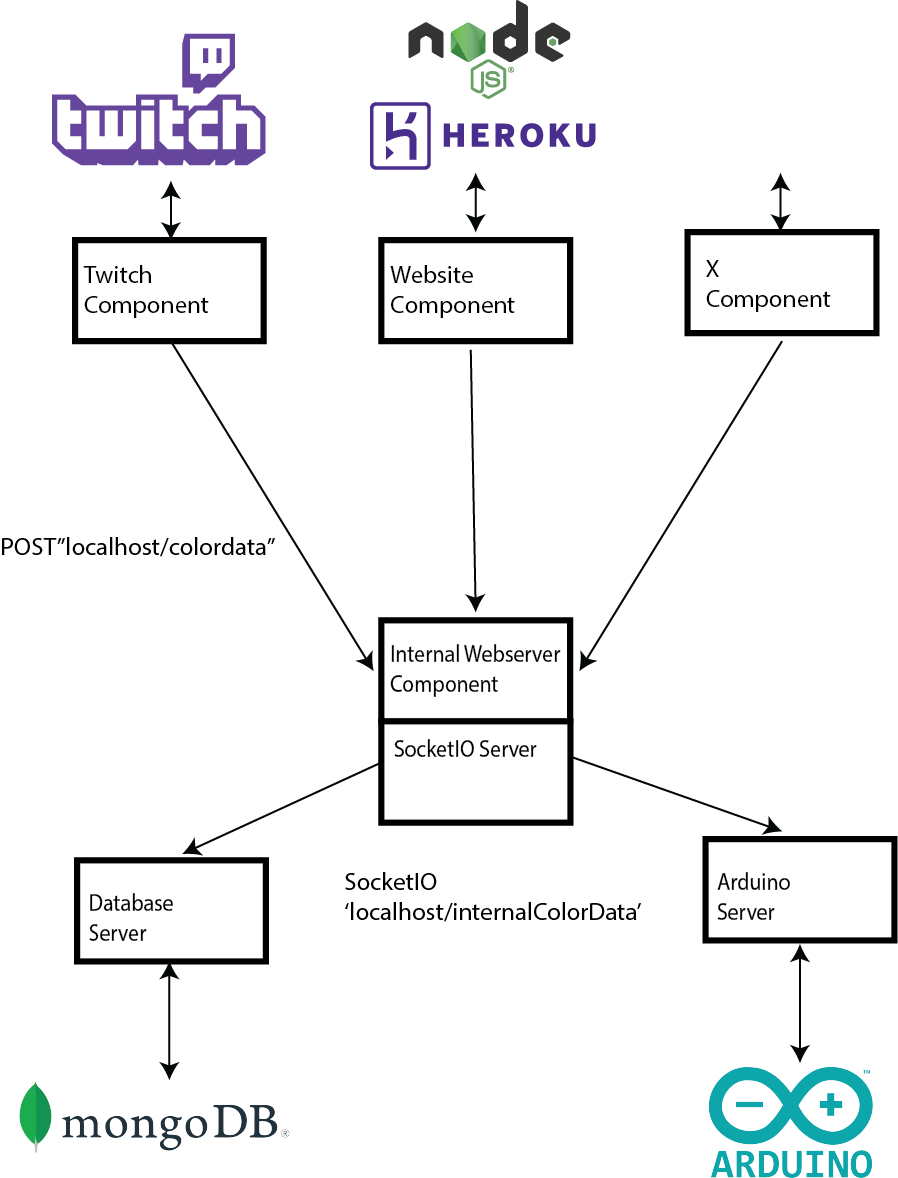 twitch
node
JS
HEROKU
Twitch
Component
Website
Component
X
Component
POST”localhost/colordata”
Internal Webserver
Component
SocketIO Server
Database
Server
SocketIO
‘localhost/internalColorData’
Arduino
Server
mongoDB®
ARDUINO